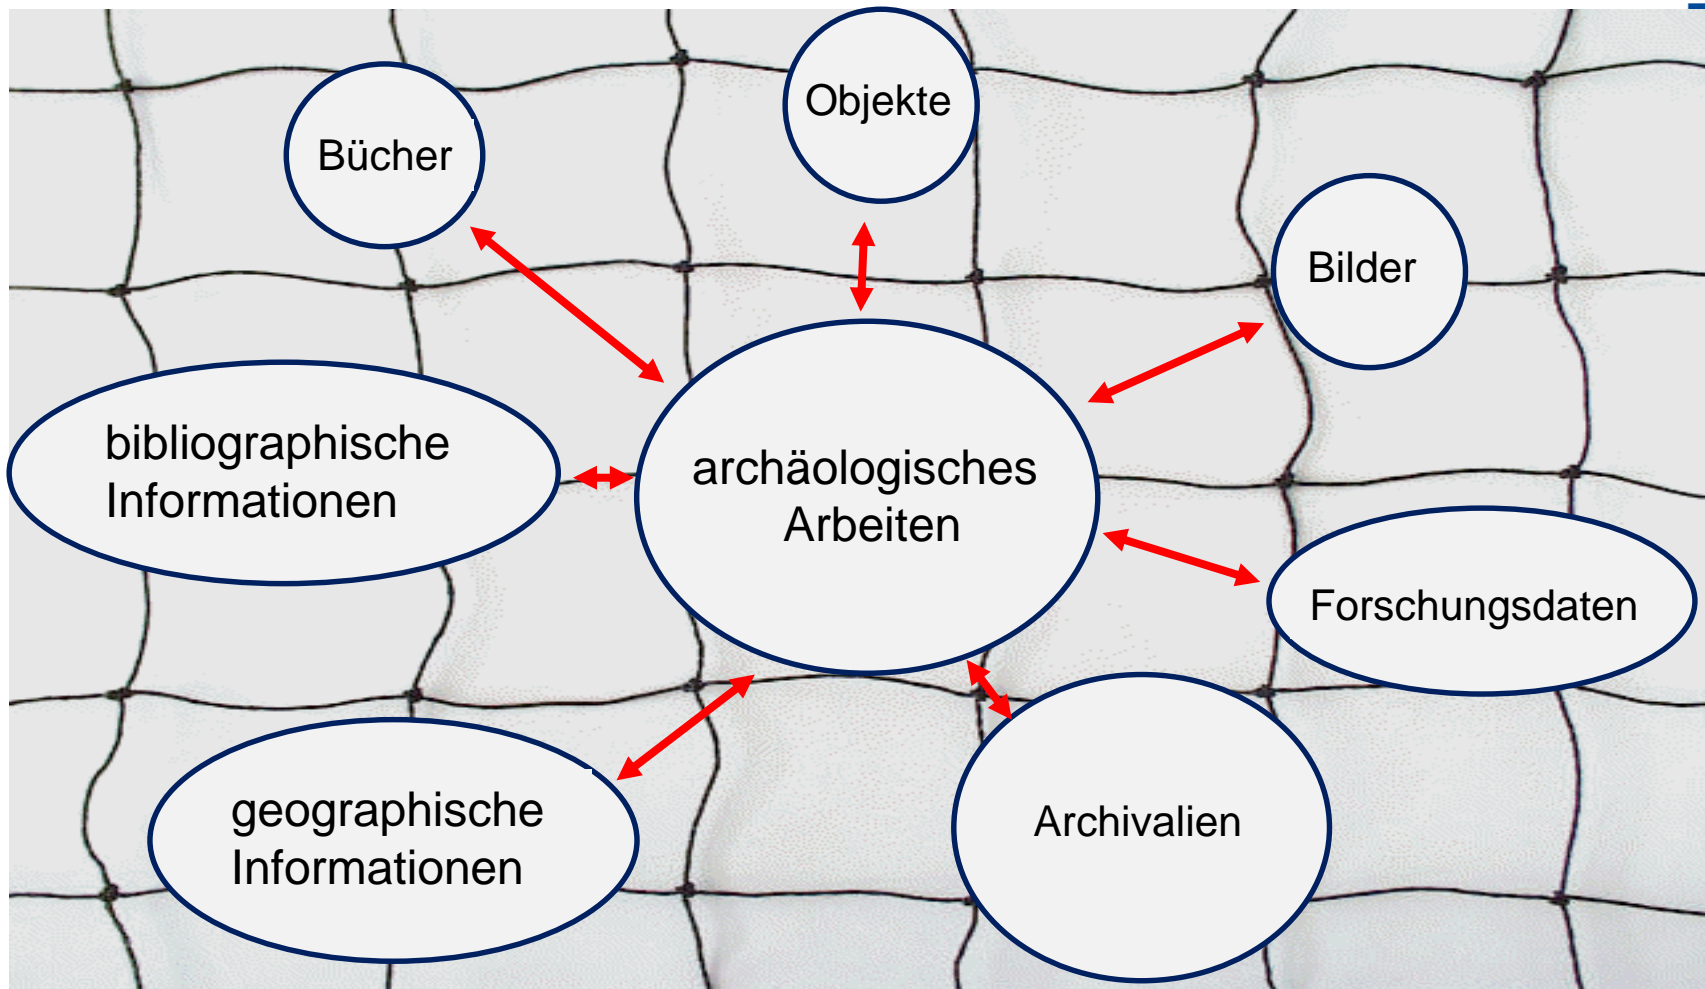 Objekte
Bücher
Bilder
bibliographische
Informationen
archäologisches
Arbeiten
Forschungsdaten
geographische
Informationen
Archivalien